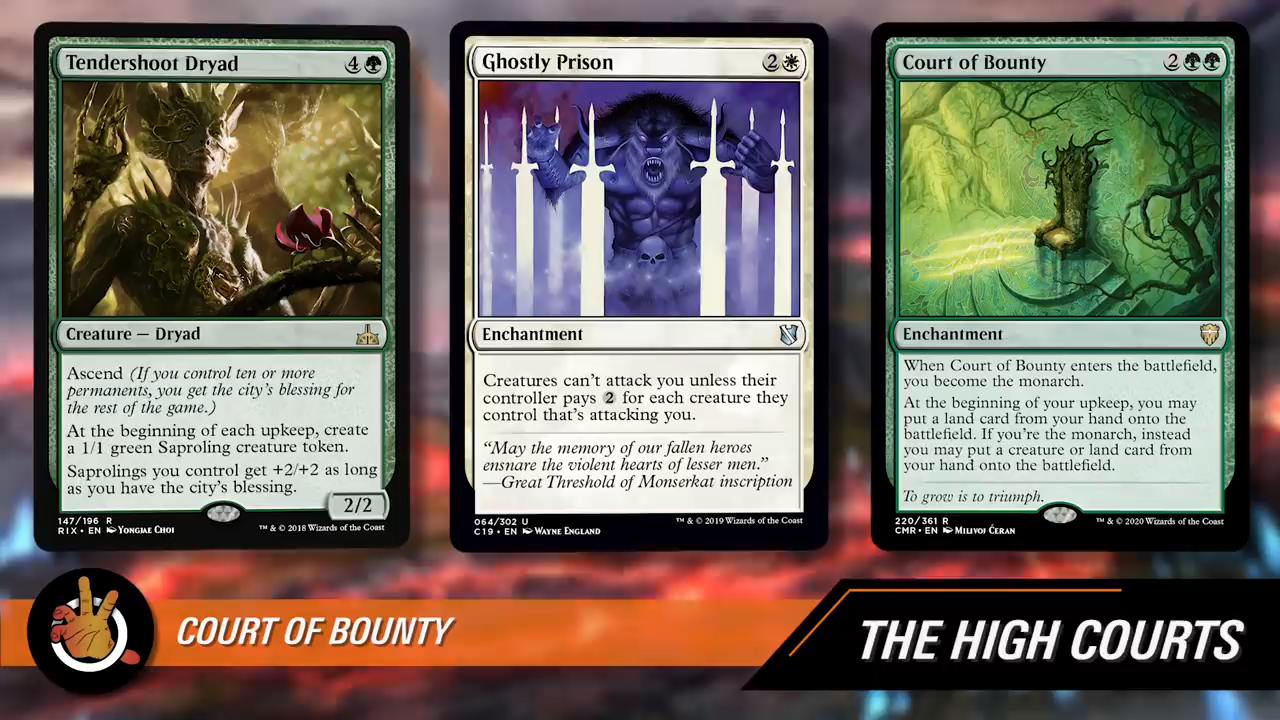 Tendershoot Dryad 4
Creature — Dryad
Ascend (If you control ten or more
permanents, you get the city's blessing for
the rest of the game.)
At the beginning of each upkeep, create
a 1/1 green Saproling creature token.
Saprolings you control get +2/+2 as long
as you have the city's blessing.
2/2
147/196 R
RIX • EN Yongjae Choi
™ & © 2018 Wizards of the Coast
Ghostly Prison 2
Enchantment
Creatures can't attack you unless their
controller pays 2 for each creature they
control that's attacking you.
"May the memory of our fallen heroes
ensnare the violent hearts of lesser men."
—Great Threshold of Monserkat inscription
064/302 U
C19 • EN Wayne England
™ & © 2019 Wizards of the Coast
Court of Bounty 2
Enchantment
When Court of Bounty enters the battlefield,
you become the monarch.
At the beginning of your upkeep, you may
put a land card from your hand onto the
battlefield. If you're the monarch, instead
you may put a creature or land card from
your hand onto the battlefield.
To grow is to triumph.
220/361 R
CMR • EN Milivoj Ćeran
™ & © 2020 Wizards of the Coast
COURT OF BOUNTY
THE HIGH COURTS